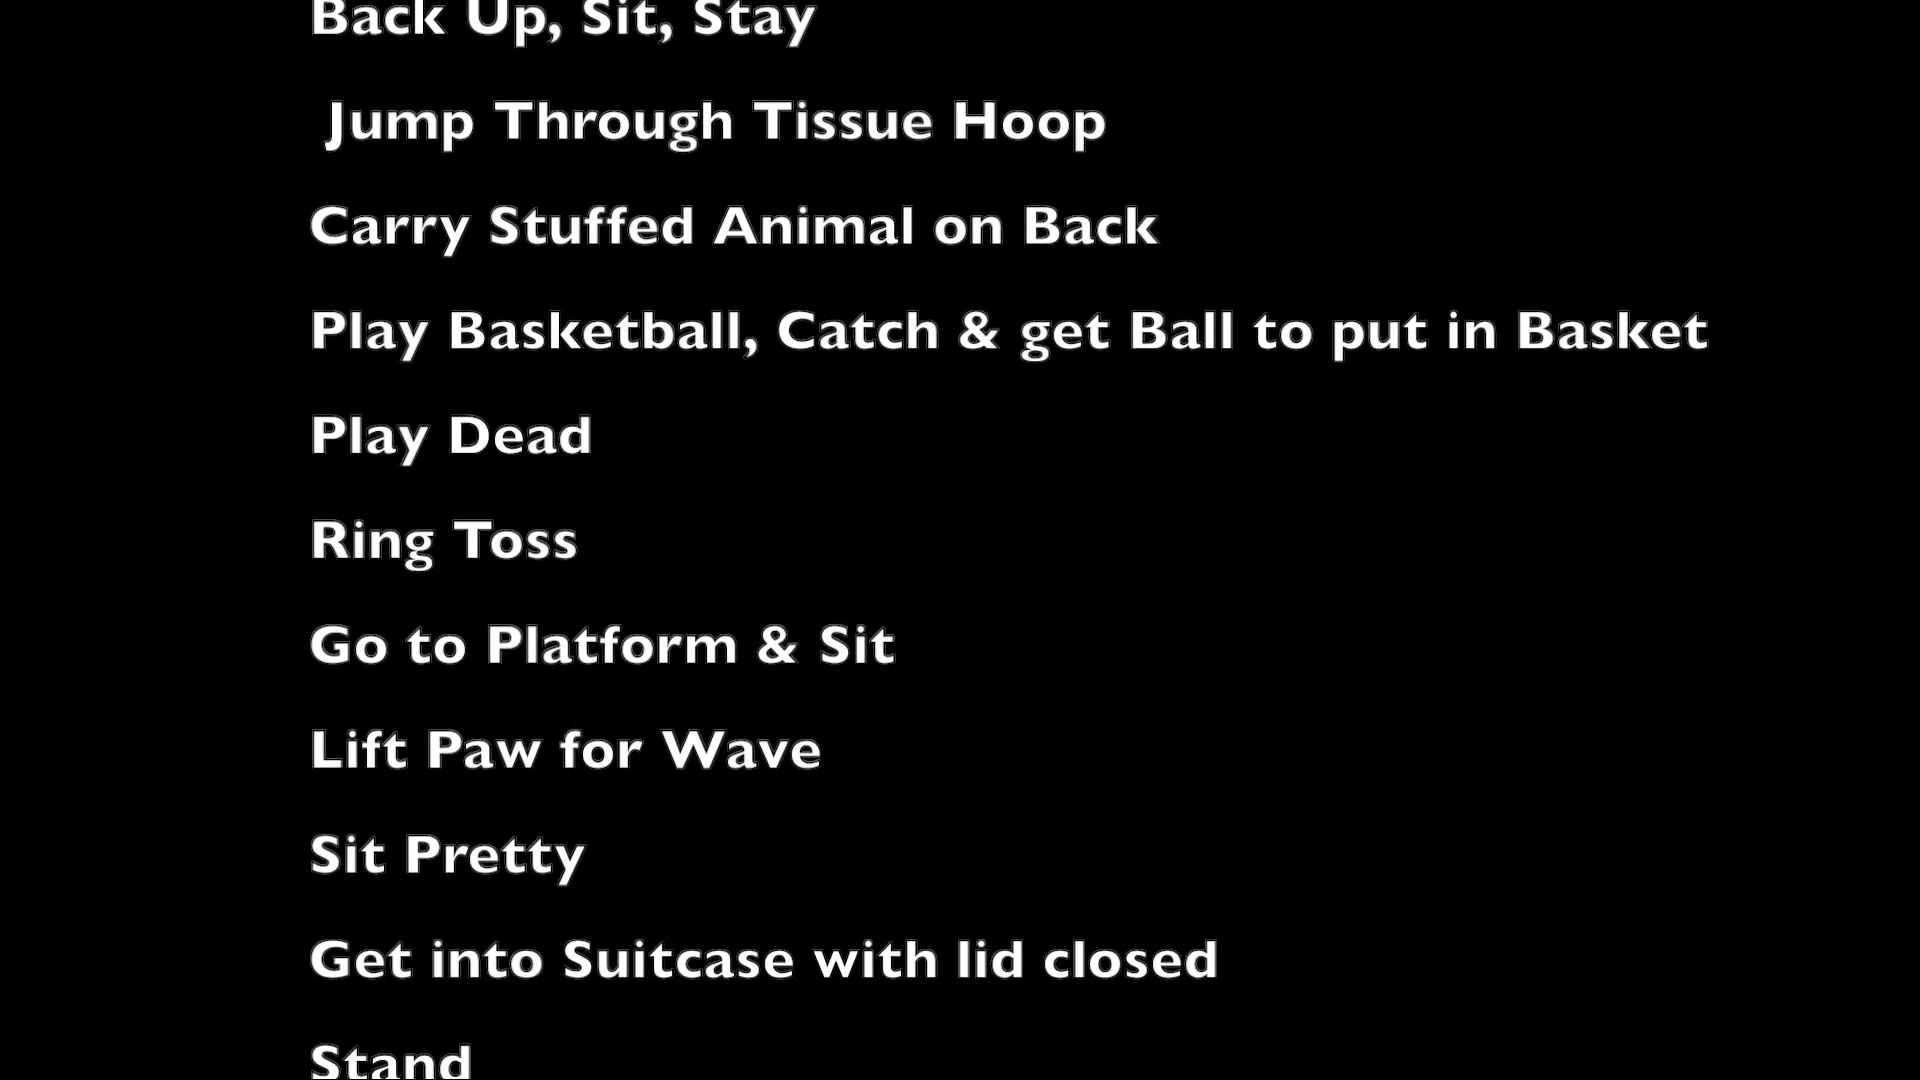 Back Up, Sit, Stay
Jump Through Tissue Hoop
Carry Stuffed Animal on Back
Play Basketball, Catch & get Ball to put in Basket
Play Dead
Ring Toss
Go to Platform & Sit
Lift Paw for Wave
Sit Pretty
Get into Suitcase with lid closed
Stand